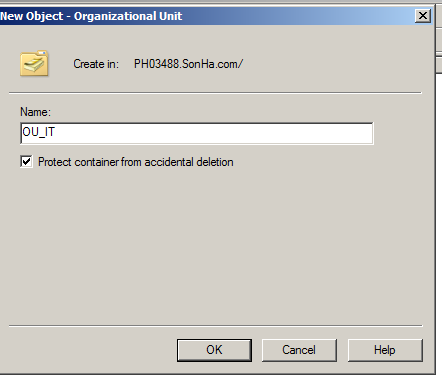 New Object - Organizational Unit
Create in: PH03488.SonHa.com/
Name:
OU_IT
Protect container from accidental deletion
OK Cancel Help